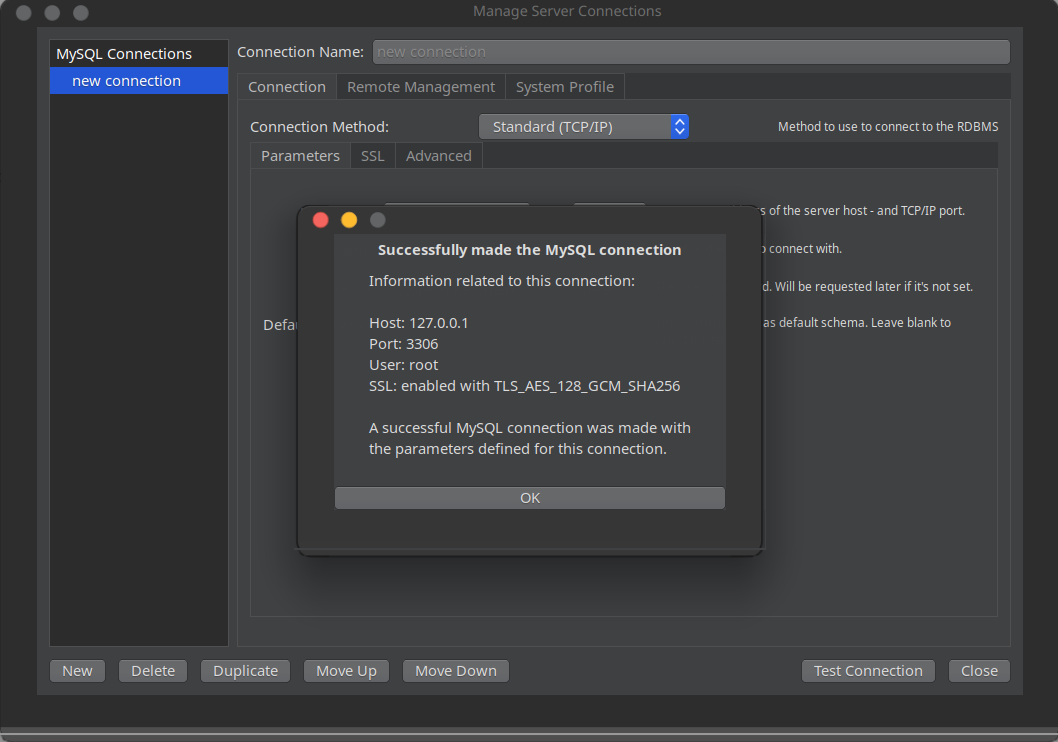 Manage Server Connections
MySQL Connections
new connection
Connection Name: new connection
Connection Remote Management System Profile
Connection Method: Standard (TCP/IP) Method to use to connect to the RDBMS
Parameters SSL Advanced
of the server host - and TCP/IP port.
connect with.
Will be requested later if it's not set.
as default schema. Leave blank to
Successfully made the MySQL connection
Information related to this connection:
Host: 127.0.0.1
Port: 3306
User: root
SSL: enabled with TLS_AES_128_GCM_SHA256
A successful MySQL connection was made with
the parameters defined for this connection.
OK
New Delete Duplicate Move Up Move Down Test Connection Close